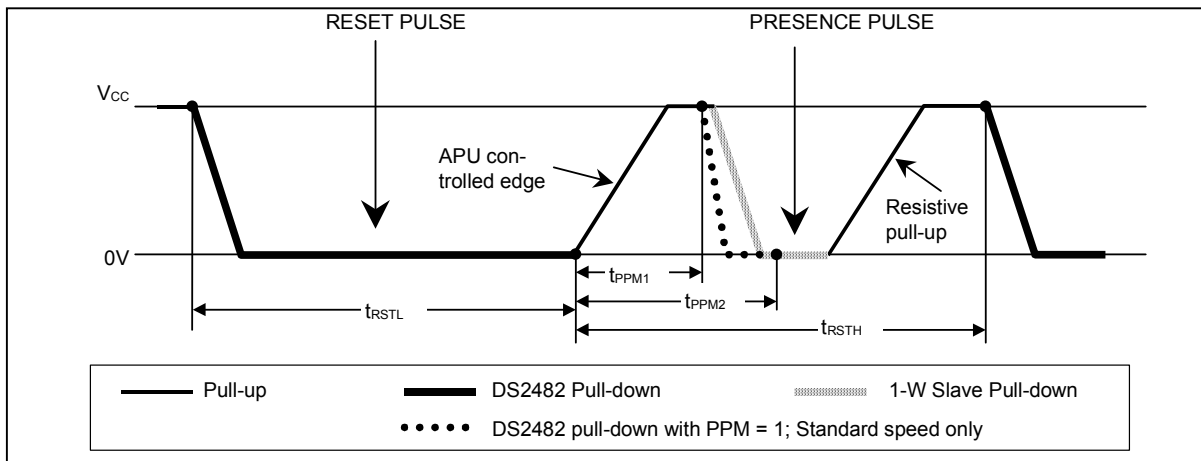 RESET PULSE
PRESENCE PULSE
VCC
APU con-
trolled edge
Resistive
pull-up
0V
tPPM1
tPPM2
tRSTL
tRSTH
Pull-up
DS2482 Pull-down
1-W Slave Pull-down
DS2482 pull-down with PPM = 1; Standard speed only